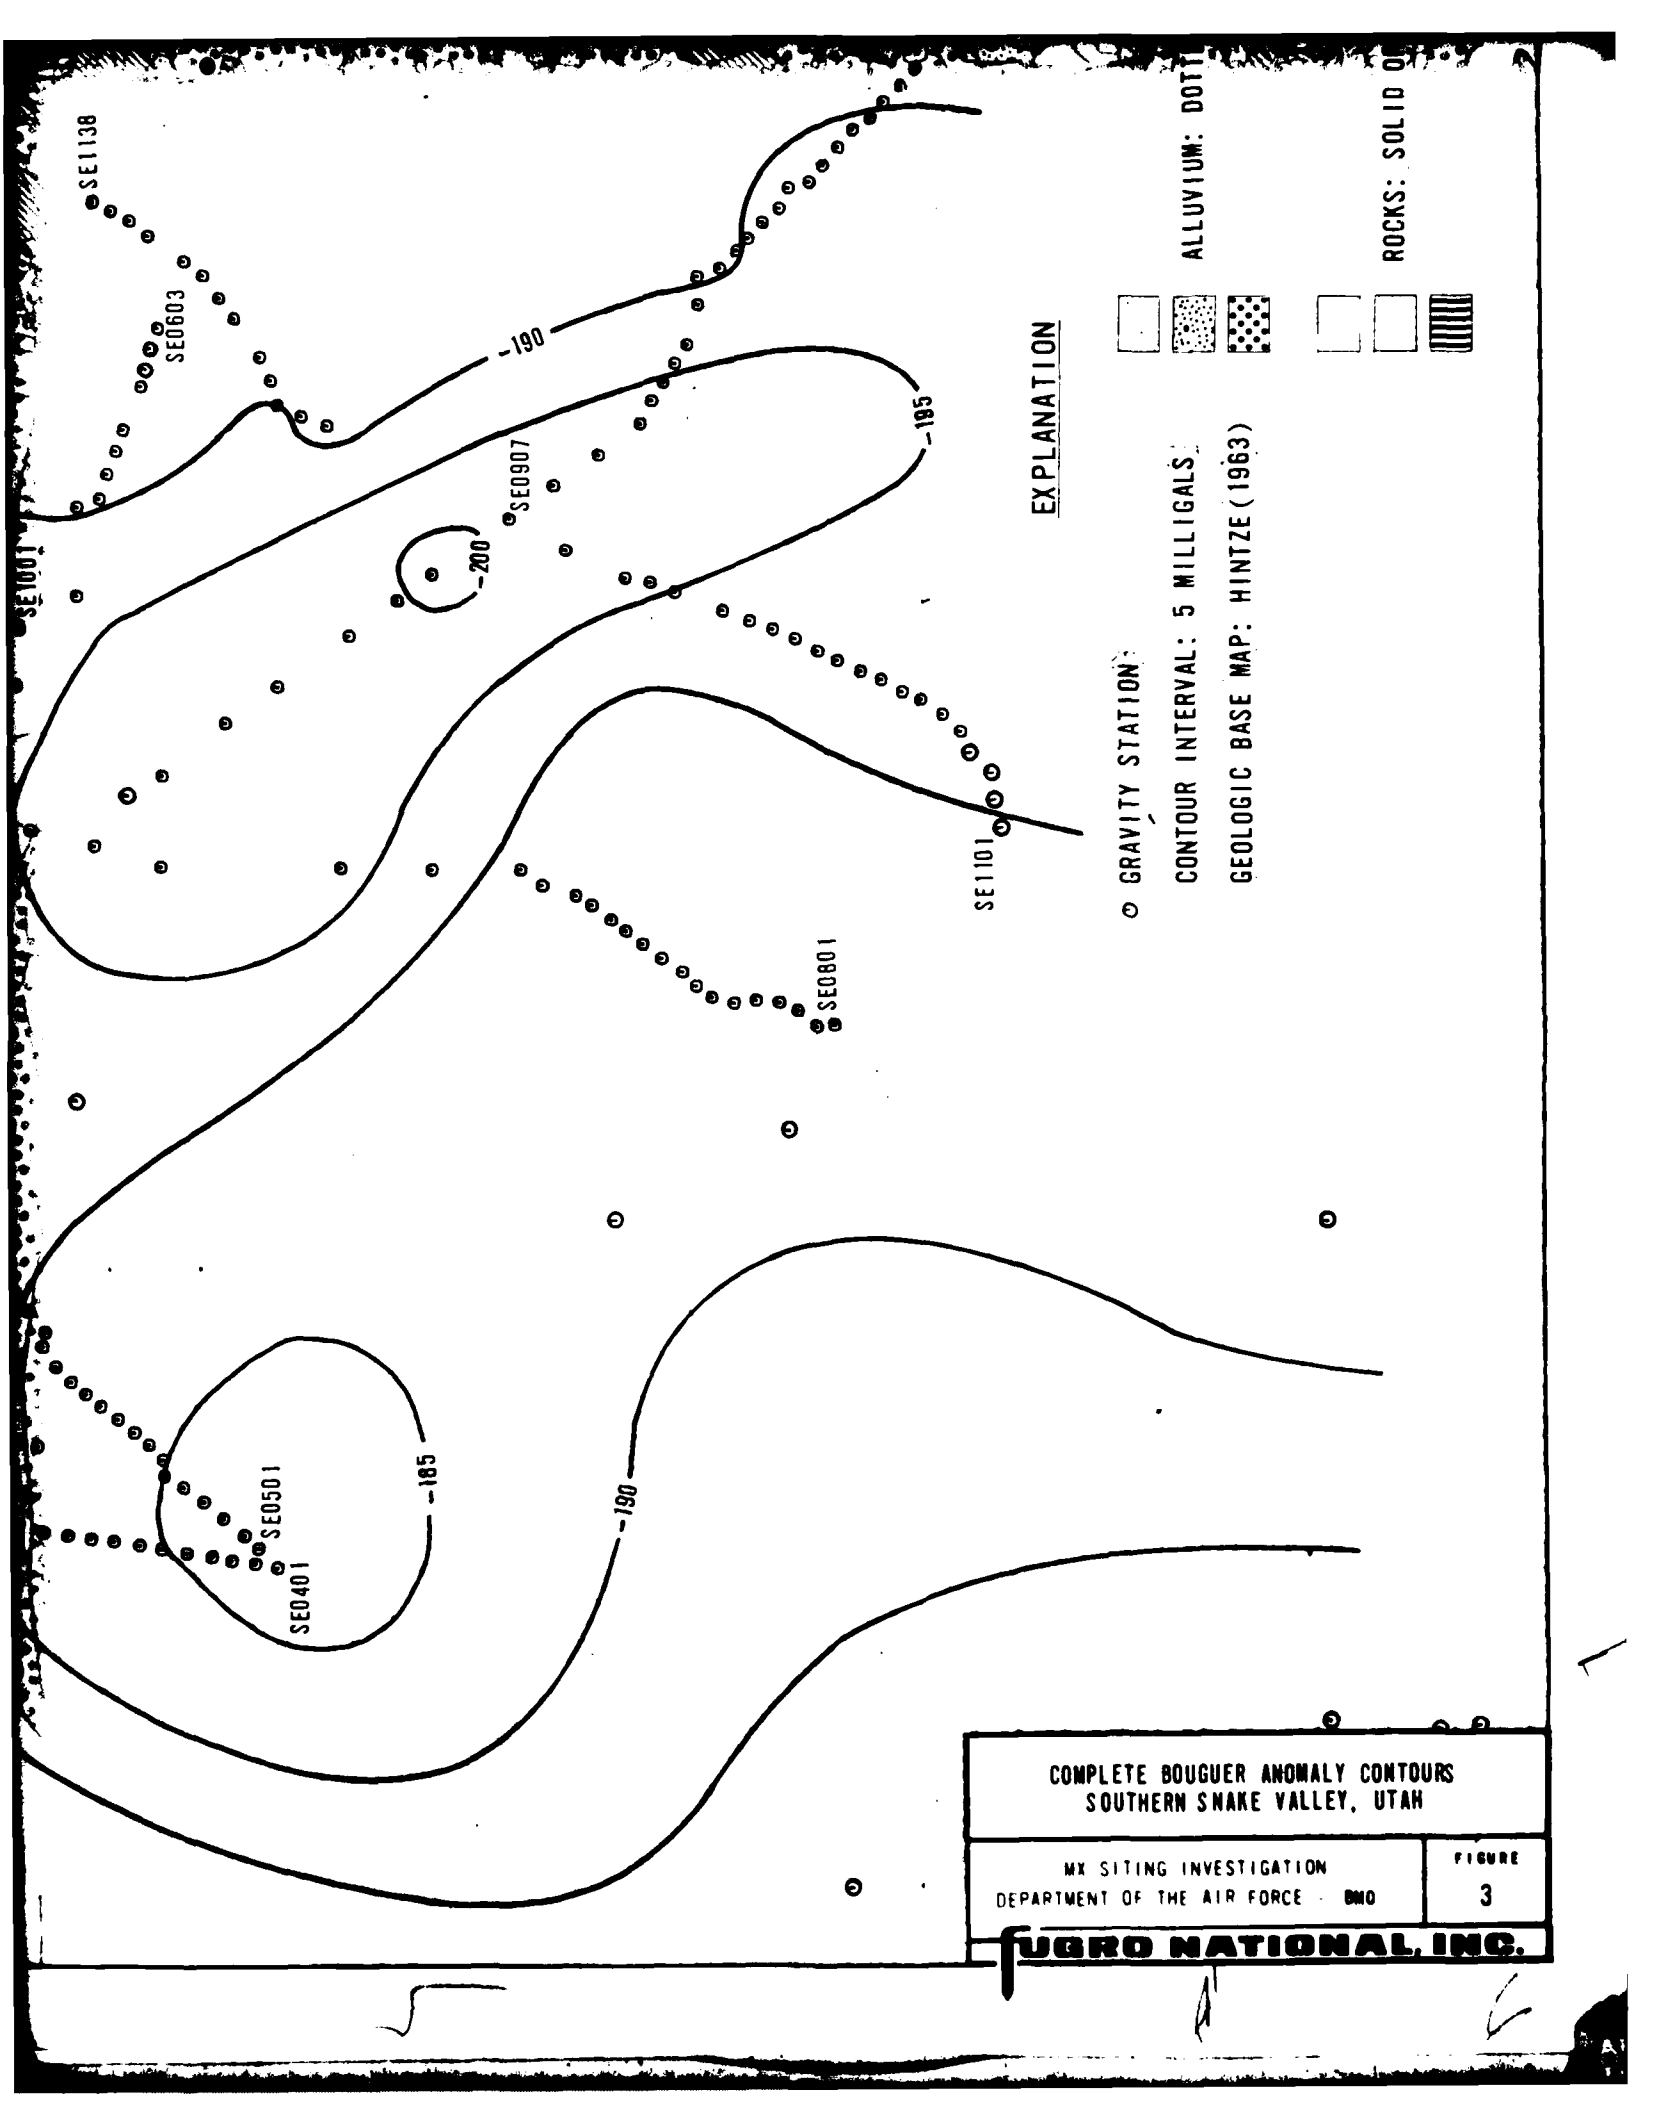 SE1138
SE0603
SE1001
-190
-195
SE0907
-200
EXPLANATION
GRAVITY STATION
CONTOUR INTERVAL: 5 MILLIGALS
GEOLOGIC BASE MAP: HINTZE (1963)
ALLUVIUM:
ROCKS: SOLID
SE1101
SE0801
SE0501
SE0401
-185
-190
COMPLETE BOUGUER ANOMALY CONTOURS
SOUTHERN SNAKE VALLEY, UTAH
MX SITING INVESTIGATION
DEPARTMENT OF THE AIR FORCE - BMO
FIGURE
3
FUGRO NATIONAL, INC.